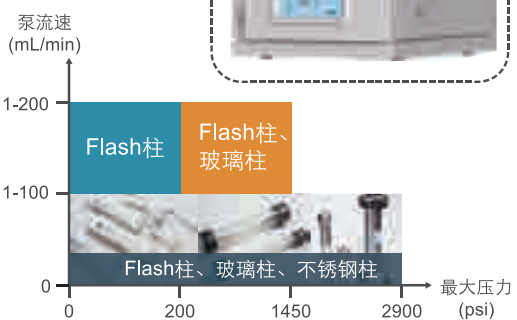 泵流速
(mL/min)
1-200
Flash柱
Flash柱、
玻璃柱
1-100
Flash柱、玻璃柱、不锈钢柱
0
0
200
1450
2900
最大压力
(psi)